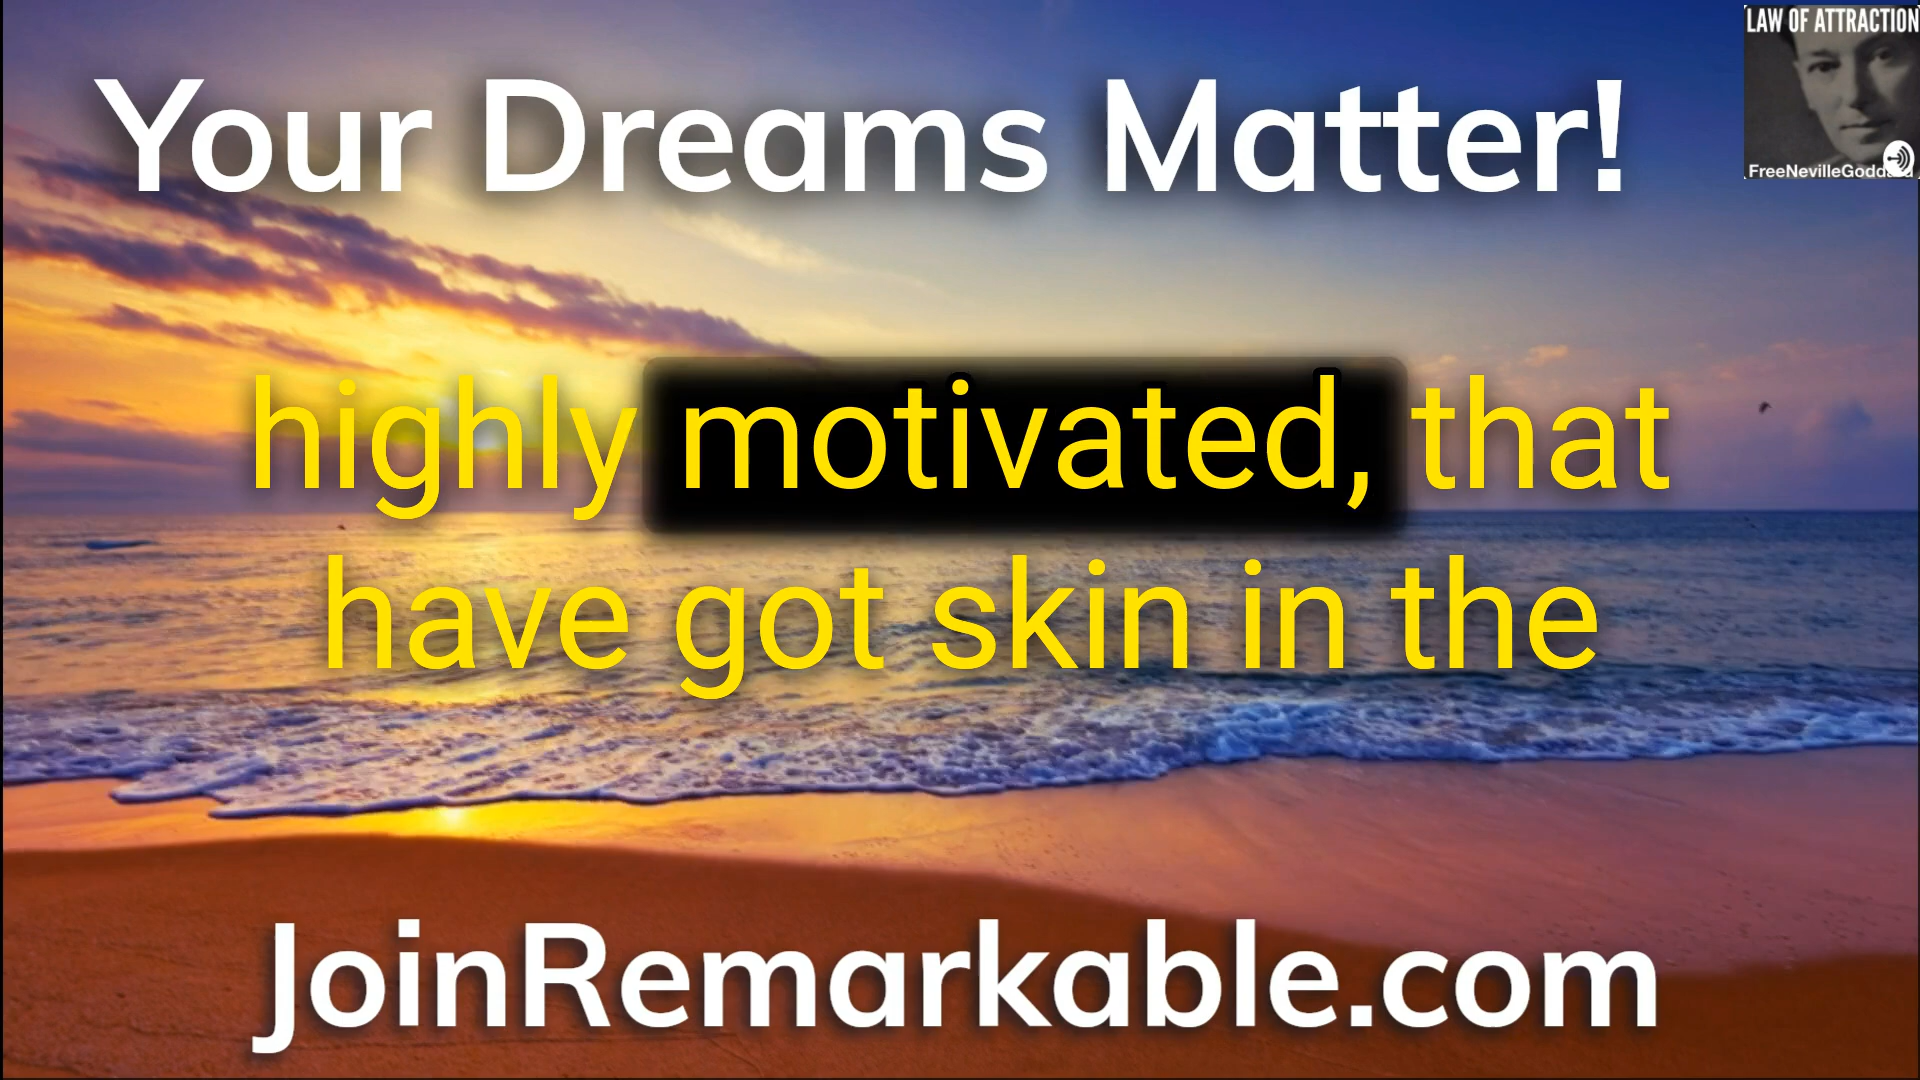 LAW OF ATTRACTION
Your Dreams Matter!
highly motivated, that
have got skin in the
JoinRemarkable.com